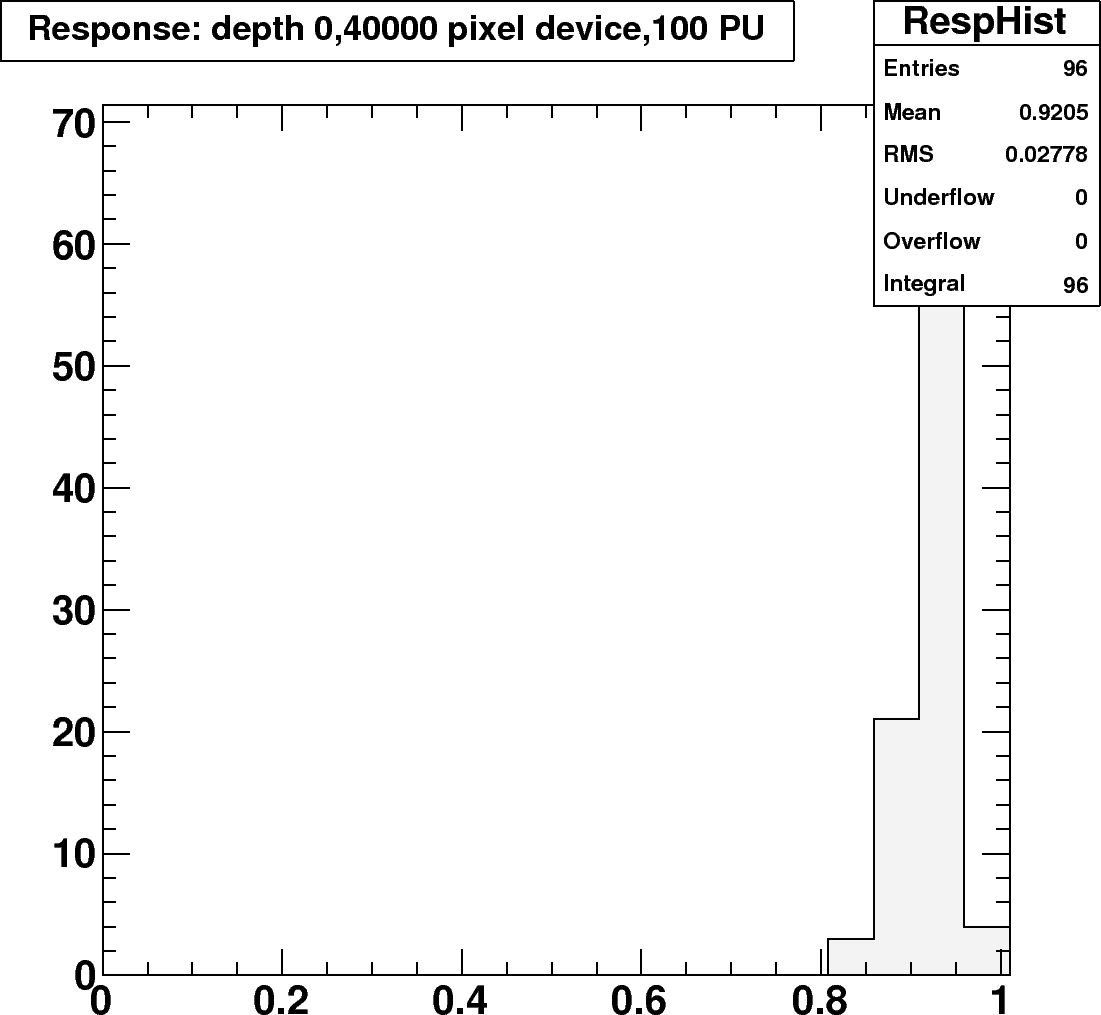 Response: depth 0,40000 pixel device,100 PU
RespHist
Entries 96
Mean 0.9205
RMS 0.02778
Underflow 0
Overflow 0
Integral 96
70
60
50
40
30
20
10
0
0 0.2 0.4 0.6 0.8 1